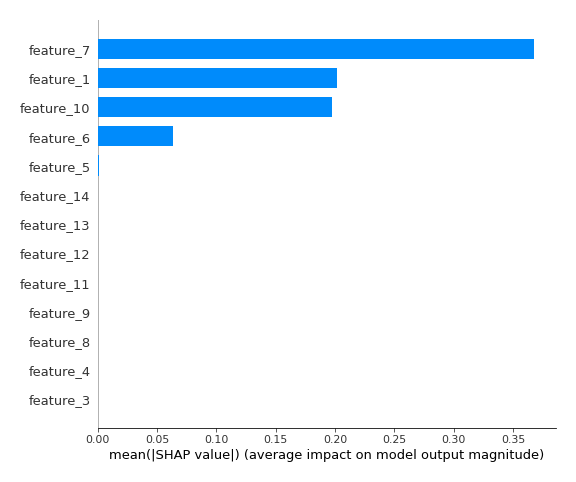 feature_7
feature_1
feature_10
feature_6
feature_5
feature_14
feature_13
feature_12
feature_11
feature_9
feature_8
feature_4
feature_3
0.00 0.05 0.10 0.15 0.20 0.25 0.30 0.35
mean(|SHAP value|) (average impact on model output magnitude)